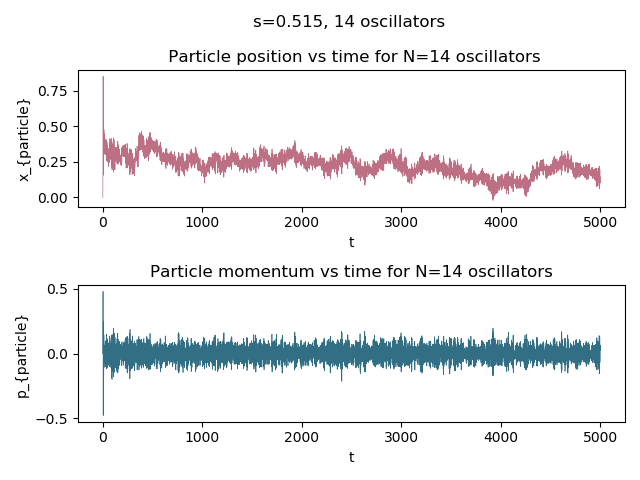 s=0.515, 14 oscillators
Particle position vs time for N=14 oscillators
x_{particle}
0.75
0.50
0.25
0.00
0
1000
2000
3000
4000
5000
t
Particle momentum vs time for N=14 oscillators
p_{particle}
0.5
0.0
−0.5
0
1000
2000
3000
4000
5000
t